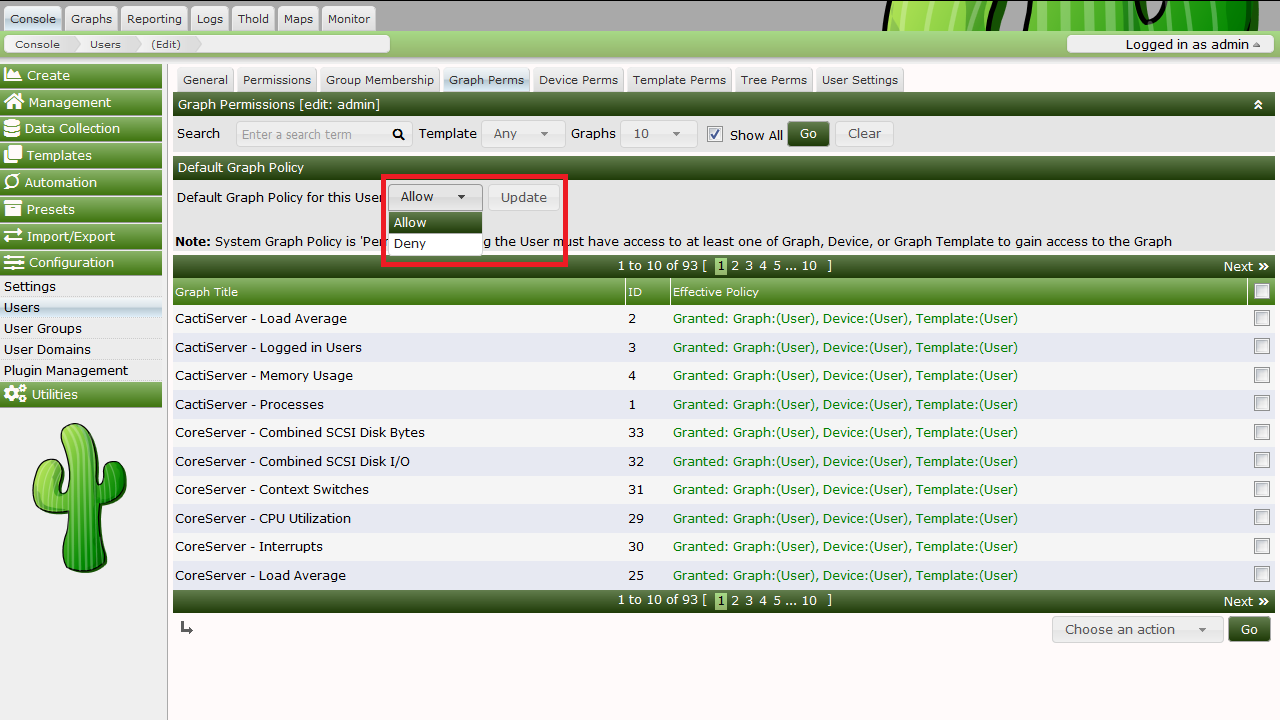 Console Graphs Reporting Logs Thold Maps Monitor
Console Users (Edit) Logged in as admin
Create
Management
Data Collection
Templates
Automation
Presets
Import/Export
Configuration
Settings
Users
User Groups
User Domains
Plugin Management
Utilities
General Permissions Group Membership Graph Perms Device Perms Template Perms Tree Perms User Settings
Graph Permissions [edit: admin]
Search Enter a search term Template Any Graphs 10 Show All Go Clear
Default Graph Policy
Default Graph Policy for this User Allow Update
Allow
Deny
Note: System Graph Policy is 'Per g the User must have access to at least one of Graph, Device, or Graph Template to gain access to the Graph
1 to 10 of 93 [ 1 2 3 4 5 ... 10 ] Next
Graph Title ID Effective Policy
CactiServer - Load Average 2 Granted: Graph:(User), Device:(User), Template:(User)
CactiServer - Logged in Users 3 Granted: Graph:(User), Device:(User), Template:(User)
CactiServer - Memory Usage 4 Granted: Graph:(User), Device:(User), Template:(User)
CactiServer - Processes 1 Granted: Graph:(User), Device:(User), Template:(User)
CoreServer - Combined SCSI Disk Bytes 33 Granted: Graph:(User), Device:(User), Template:(User)
CoreServer - Combined SCSI Disk I/O 32 Granted: Graph:(User), Device:(User), Template:(User)
CoreServer - Context Switches 31 Granted: Graph:(User), Device:(User), Template:(User)
CoreServer - CPU Utilization 29 Granted: Graph:(User), Device:(User), Template:(User)
CoreServer - Interrupts 30 Granted: Graph:(User), Device:(User), Template:(User)
CoreServer - Load Average 25 Granted: Graph:(User), Device:(User), Template:(User)
1 to 10 of 93 [ 1 2 3 4 5 ... 10 ] Next
Choose an action Go